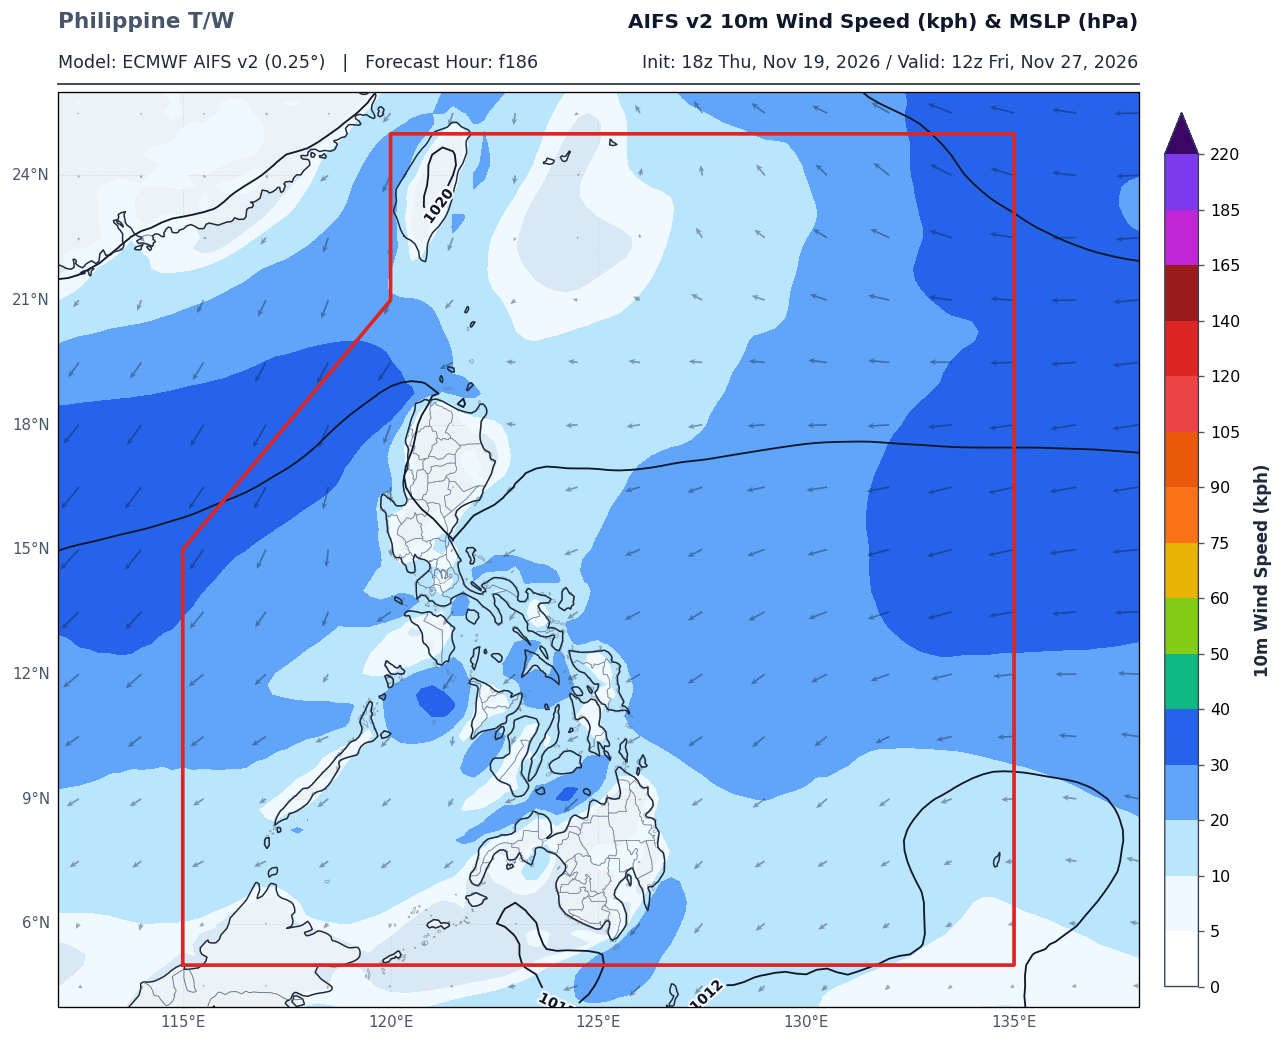 Philippine T/W
AIFS v2 10m Wind Speed (kph) & MSLP (hPa)
Model: ECMWF AIFS v2 (0.25°)   |   Forecast Hour: f186
Init: 18z Thu, Nov 19, 2026 / Valid: 12z Fri, Nov 27, 2026
24°N
21°N
18°N
15°N
12°N
9°N
6°N
115°E
120°E
125°E
130°E
135°E
1020
1012
220
185
165
140
120
105
90
75
60
50
40
30
20
10
5
0
10m Wind Speed (kph)